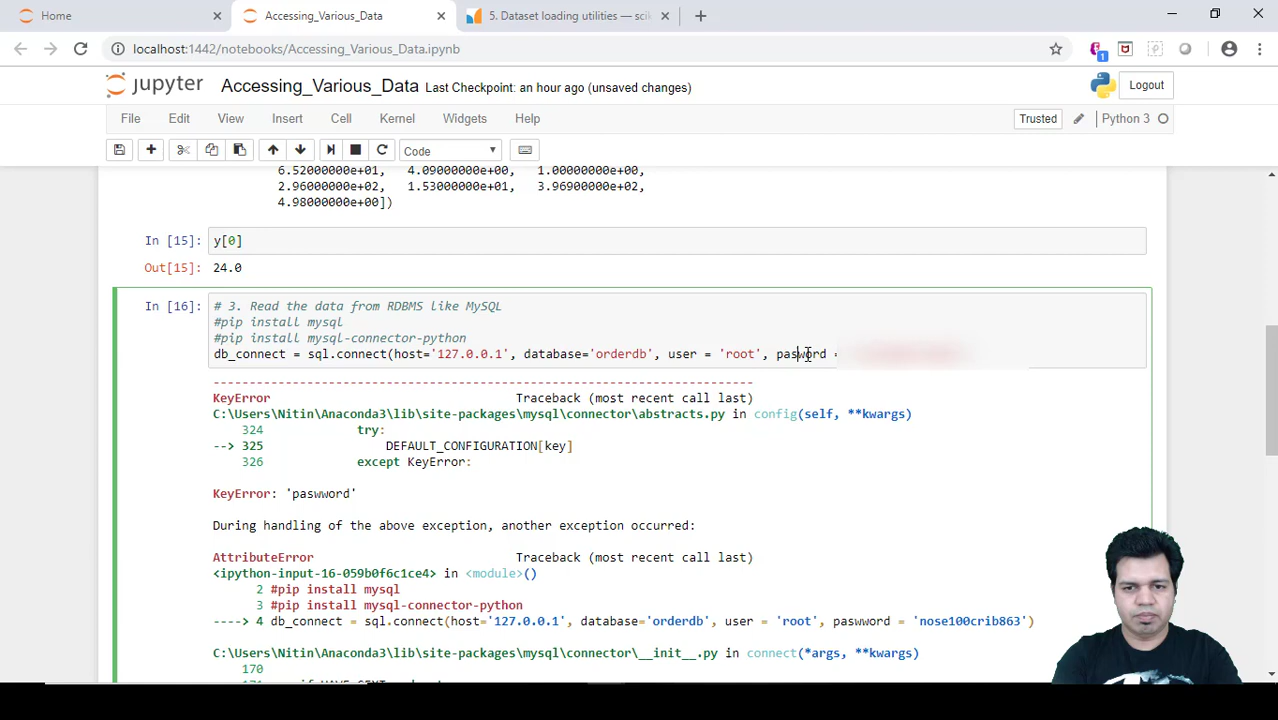 Home
Accessing_Various_Data
5. Dataset loading utilities — scik
localhost:1442/notebooks/Accessing_Various_Data.ipynb
1
jupyter Accessing_Various_Data Last Checkpoint: an hour ago (unsaved changes)
Logout
File Edit View Insert Cell Kernel Widgets Help
Trusted Python 3
Code
6.52000000e+01, 4.09000000e+00, 1.00000000e+00,
2.96000000e+02, 1.53000000e+01, 3.96900000e+02,
4.98000000e+00])
In [15]: y[0]
Out[15]: 24.0
In [16]: # 3. Read the data from RDBMS like MySQL
#pip install mysql
#pip install mysql-connector-python
db_connect = sql.connect(host='127.0.0.1', database='orderdb', user = 'root', pasword =
---------------------------------------------------------------------------
KeyError Traceback (most recent call last)
C:\Users\Nitin\Anaconda3\lib\site-packages\mysql\connector\abstracts.py in config(self, **kwargs)
324 try:
--> 325 DEFAULT_CONFIGURATION[key]
326 except KeyError:
KeyError: 'paswword'
During handling of the above exception, another exception occurred:
AttributeError Traceback (most recent call last)
<ipython-input-16-059b0f6c1ce4> in <module>()
2 #pip install mysql
3 #pip install mysql-connector-python
----> 4 db_connect = sql.connect(host='127.0.0.1', database='orderdb', user = 'root', paswword = 'nose100crib863')
C:\Users\Nitin\Anaconda3\lib\site-packages\mysql\connector\__init__.py in connect(*args, **kwargs)
170